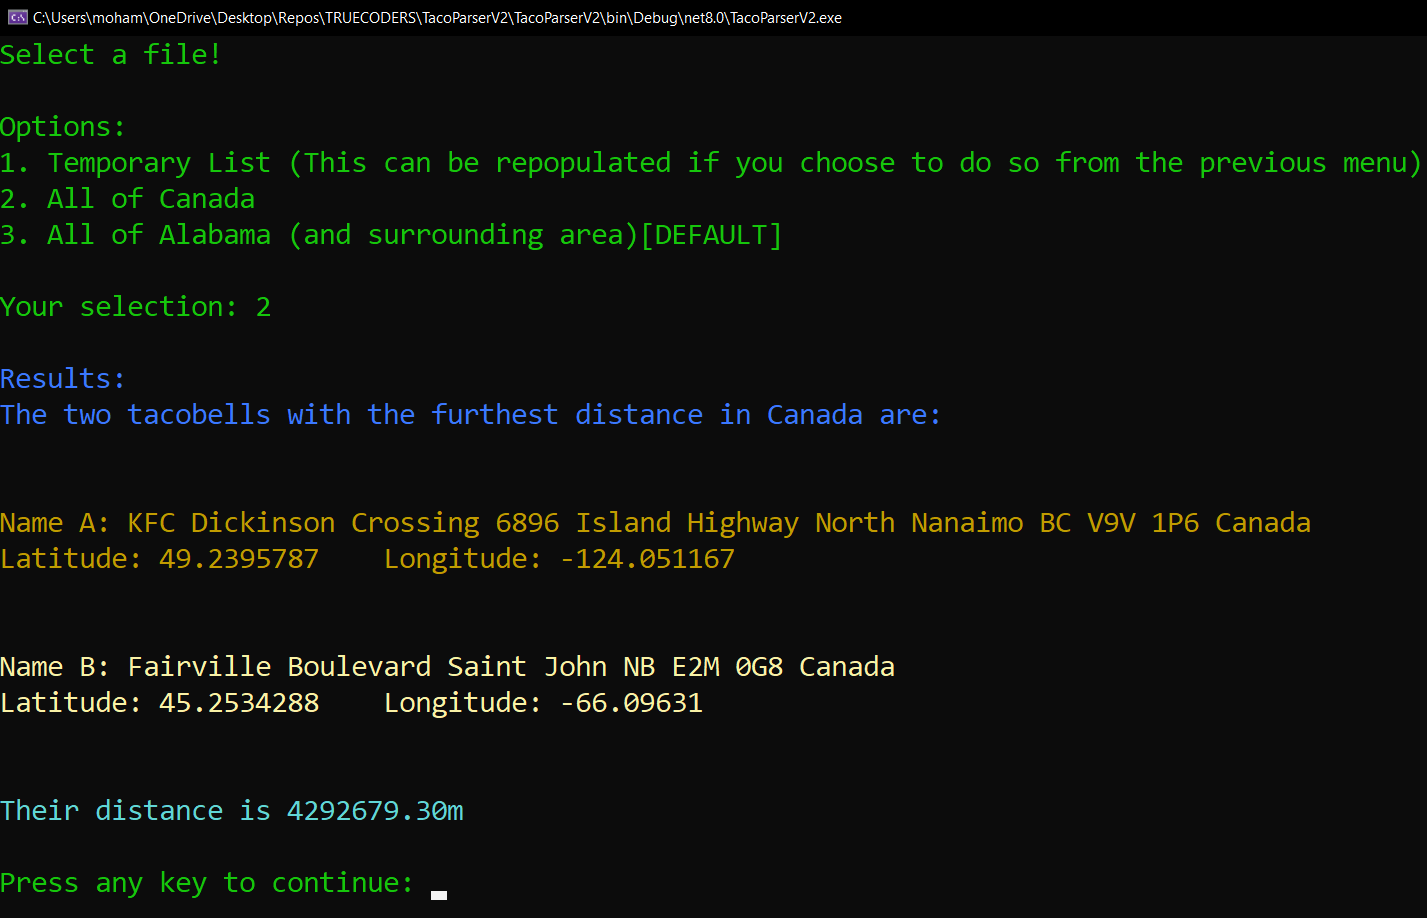 C:\Users\moham\OneDrive\Desktop\Repos\TRUECODERS\TacoParserV2\TacoParserV2\bin\Debug\net8.0\TacoParserV2.exe
Select a file!
Options:
1. Temporary List (This can be repopulated if you choose to do so from the previous menu)
2. All of Canada
3. All of Alabama (and surrounding area)[DEFAULT]
Your selection: 2
Results:
The two tacobells with the furthest distance in Canada are:
Name A: KFC Dickinson Crossing 6896 Island Highway North Nanaimo BC V9V 1P6 Canada
Latitude: 49.2395787    Longitude: -124.051167
Name B: Fairville Boulevard Saint John NB E2M 0G8 Canada
Latitude: 45.2534288    Longitude: -66.09631
Their distance is 4292679.30m
Press any key to continue: